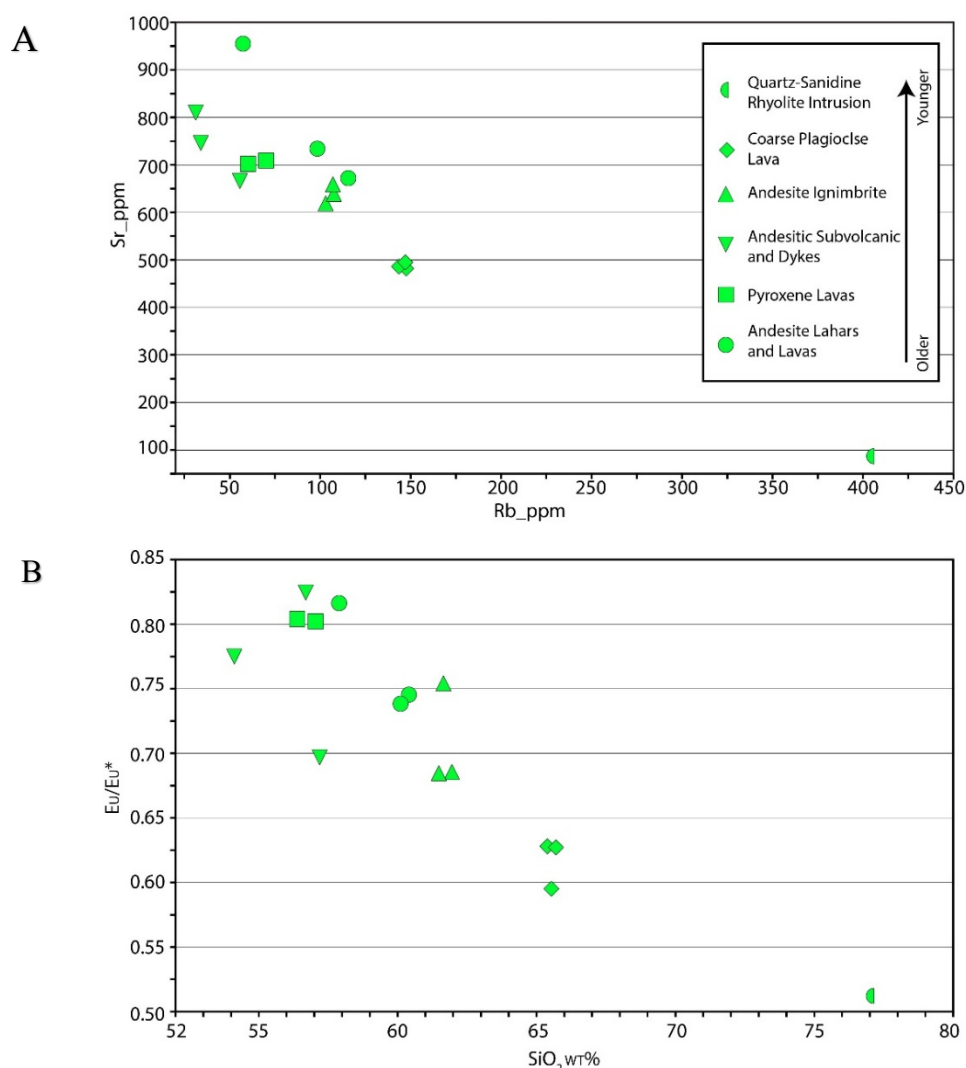 A
1000
900
800
700
600
500
400
300
200
100
Sr_ppm
50
100
150
200
250
300
350
400
450
Rb_ppm
Quartz-Sanidine
Rhyolite Intrusion
Coarse Plagioclse
Lava
Andesite Ignimbrite
Andesitic Subvolcanic
and Dykes
Pyroxene Lavas
Andesite Lahars
and Lavas
Younger
Older
B
0.85
0.80
0.75
0.70
0.65
0.60
0.55
0.50
Eu/Eu*
52
55
60
65
70
75
80
SiO₂ WT%